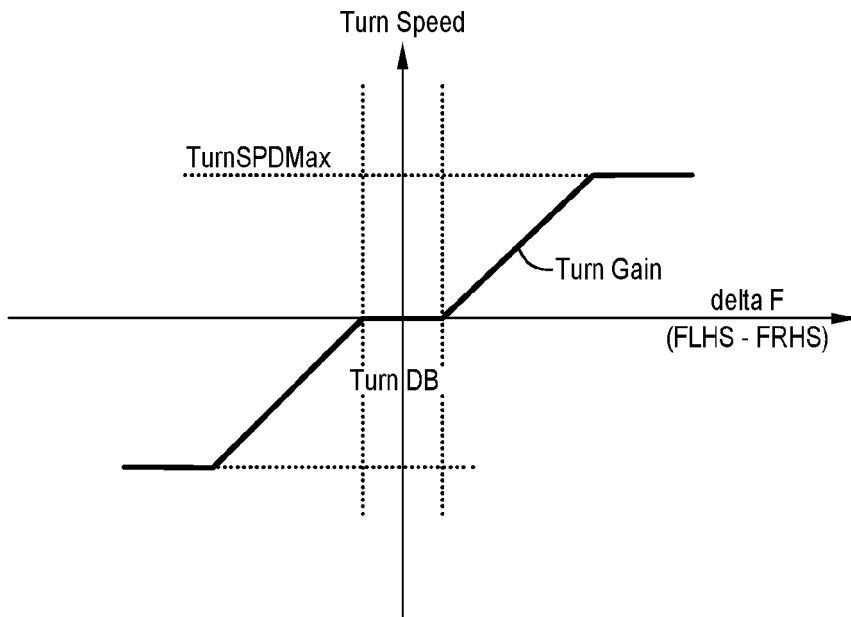 Turn Speed
TurnSPDMax
Turn Gain
delta F
(FLHS - FRHS)
Turn DB